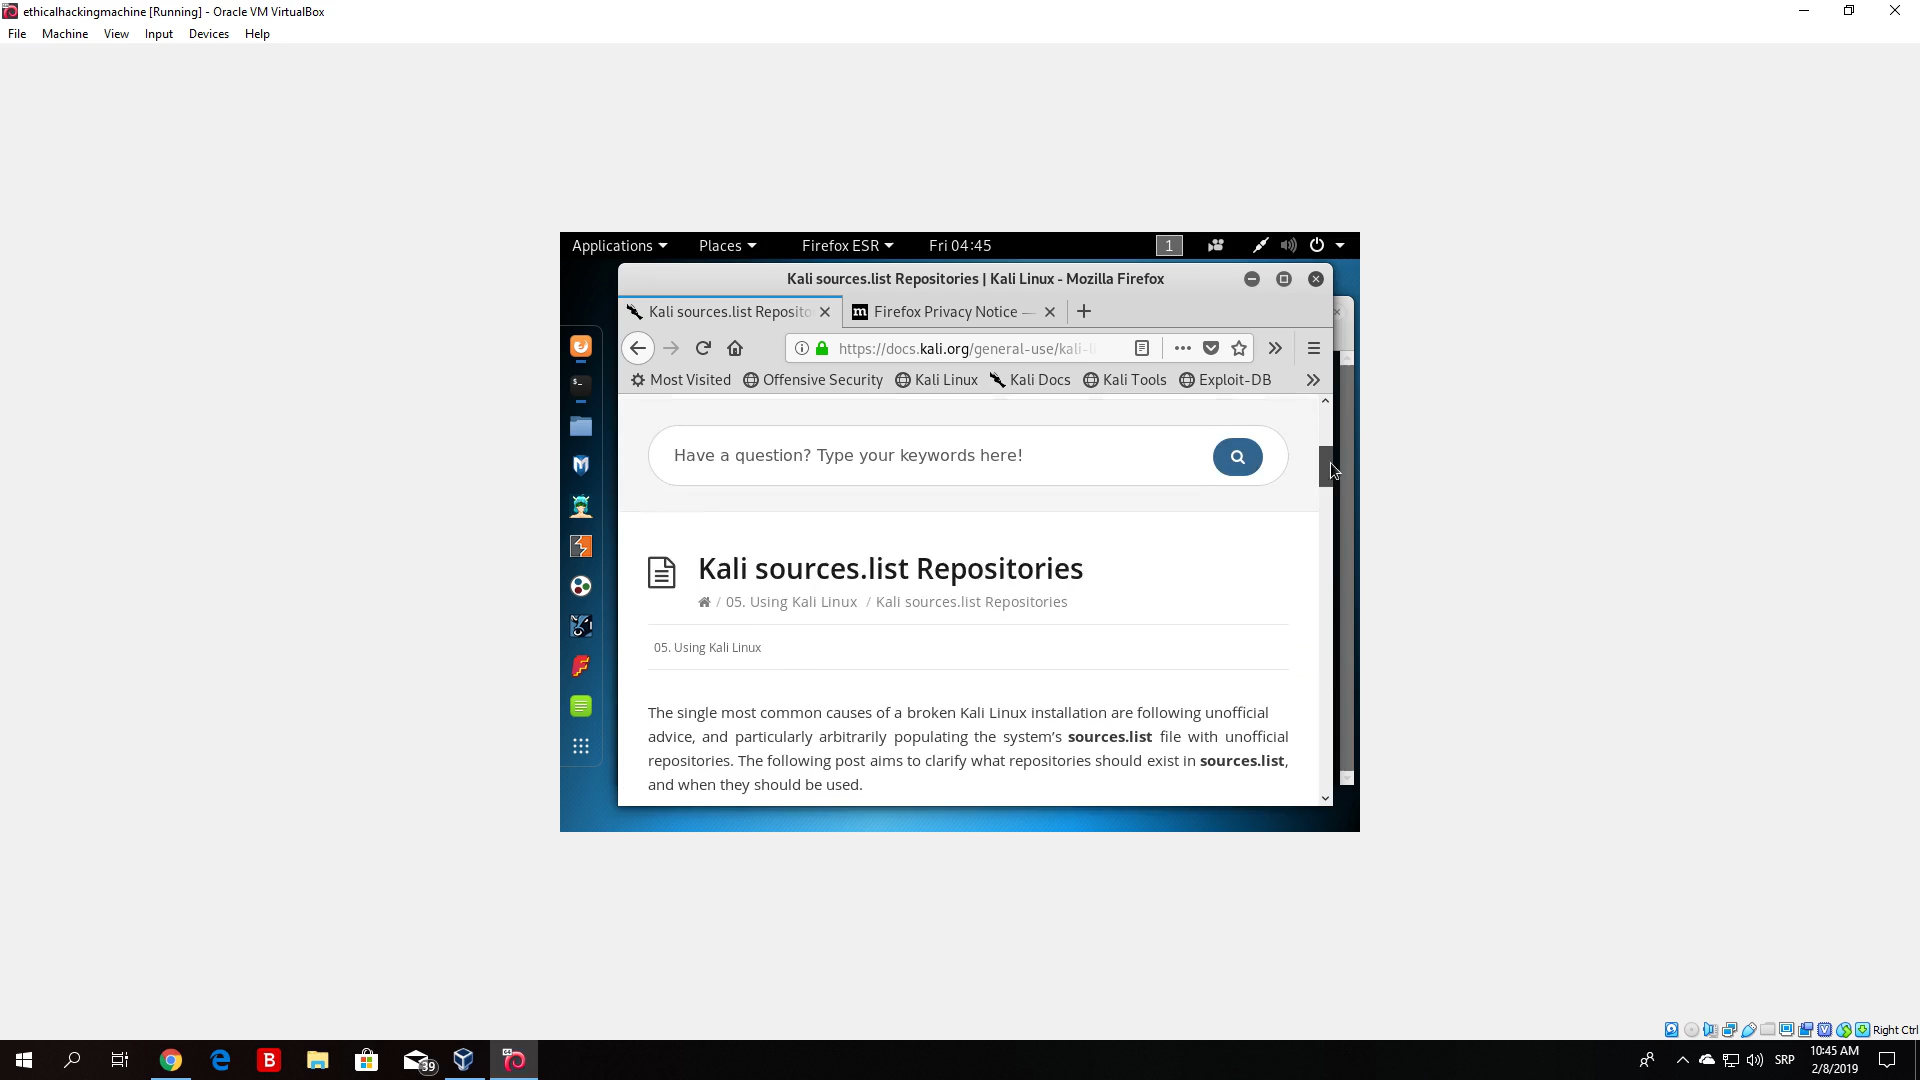 ethicalhackingmachine [Running] - Oracle VM VirtualBox
File Machine View Input Devices Help
Applications Places Firefox ESR Fri 04:45 1
Kali sources.list Repositories | Kali Linux - Mozilla Firefox
Kali sources.list Reposito Firefox Privacy Notice —
https://docs.kali.org/general-use/kali-l
Most Visited Offensive Security Kali Linux Kali Docs Kali Tools Exploit-DB
Have a question? Type your keywords here!
Kali sources.list Repositories
/ 05. Using Kali Linux / Kali sources.list Repositories
05. Using Kali Linux
The single most common causes of a broken Kali Linux installation are following unofficial
advice, and particularly arbitrarily populating the system’s sources.list file with unofficial
repositories. The following post aims to clarify what repositories should exist in sources.list,
and when they should be used.
Right Ctrl
39
SRP
10:45 AM
2/8/2019